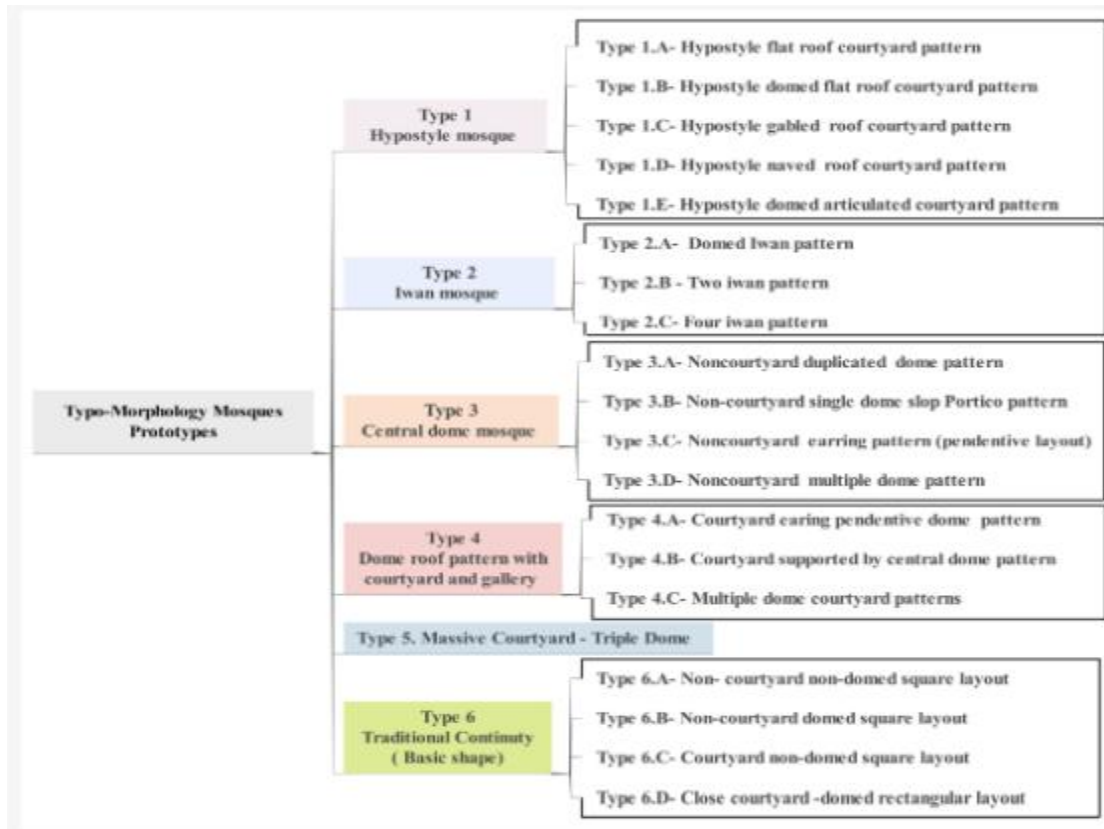 Typo-Morphology Mosques
Prototypes
Type 1
Hypostyle mosque
Type 1.A- Hypostyle flat roof courtyard pattern
Type 1.B- Hypostyle domed flat roof courtyard pattern
Type 1.C- Hypostyle gabled roof courtyard pattern
Type 1.D- Hypostyle naved roof courtyard pattern
Type 1.E- Hypostyle domed articulated courtyard pattern
Type 2
Iwan mosque
Type 2.A- Domed Iwan pattern
Type 2.B - Two iwan pattern
Type 2.C- Four iwan pattern
Type 3
Central dome mosque
Type 3.A- Noncourtyard duplicated dome pattern
Type 3.B- Non-courtyard single dome slop Portico pattern
Type 3.C- Noncourtyard earring pattern (pendentive layout)
Type 3.D- Noncourtyard multiple dome pattern
Type 4
Dome roof pattern with
courtyard and gallery
Type 4.A- Courtyard earing pendentive dome pattern
Type 4.B- Courtyard supported by central dome pattern
Type 4.C- Multiple dome courtyard patterns
Type 5. Massive Courtyard - Triple Dome
Type 6
Traditional Continuty
( Basic shape)
Type 6.A- Non- courtyard non-domed square layout
Type 6.B- Non-courtyard domed square layout
Type 6.C- Courtyard non-domed square layout
Type 6.D- Close courtyard -domed rectangular layout